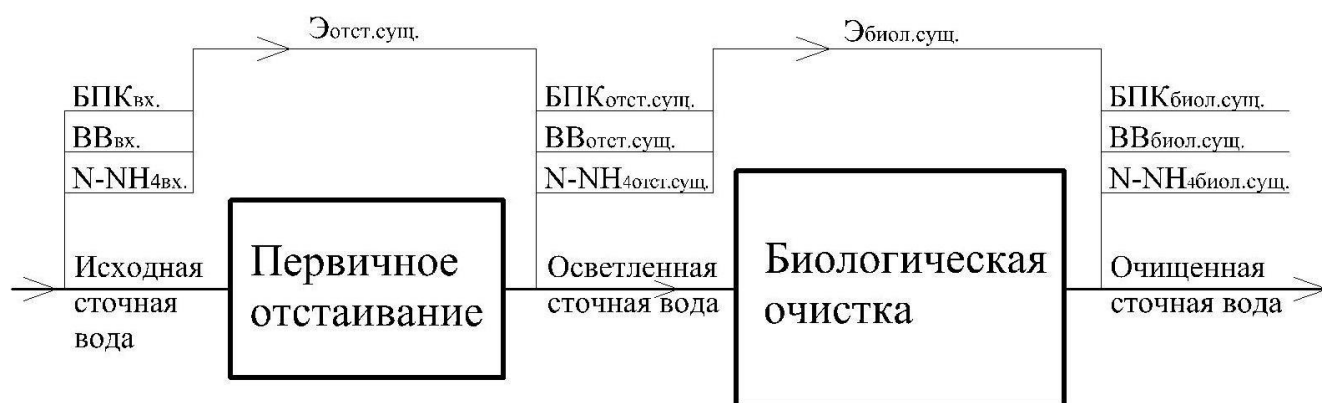 Эотст.сущ.
Эбиол.сущ.
БПКвх.
ВВвх.
N-NH4вх.
БПКотст.сущ.
ВВотст.сущ.
N-NH4отст.сущ.
БПКбиол.сущ.
ВВбиол.сущ.
N-NH4биол.сущ.
Исходная
сточная
вода
Первичное
отстаивание
Осветленная
сточная вода
Биологическая
очистка
Очищенная
сточная вода